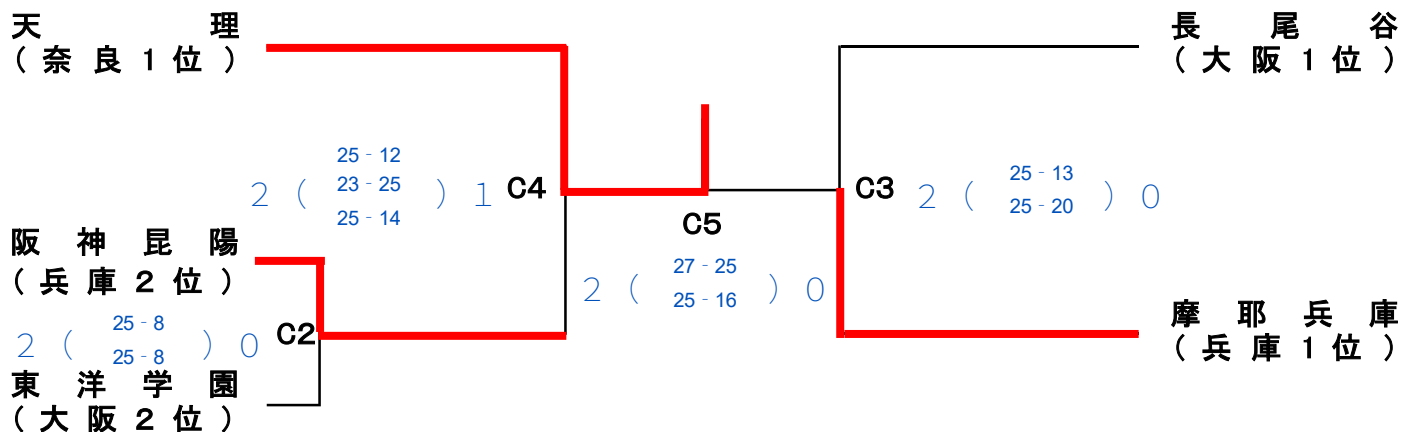 天理
(奈良1位)
長尾谷
(大阪1位)
25‐12
2(23‐25)1 C4
25‐14
C3 2(25‐13
25‐20)0
阪神昆陽
(兵庫2位)
C5
2(27‐25
25‐16)0
2(25‐8
25‐8)0 C2
東洋学園
(大阪2位)
摩耶兵庫
(兵庫1位)